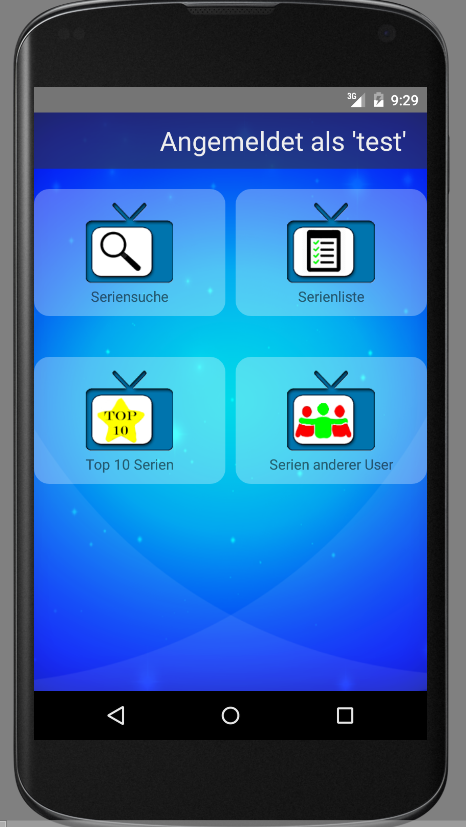 3G 9:29
Angemeldet als 'test'
Seriensuche
Serienliste
TOP
10
Top 10 Serien
Serien anderer User